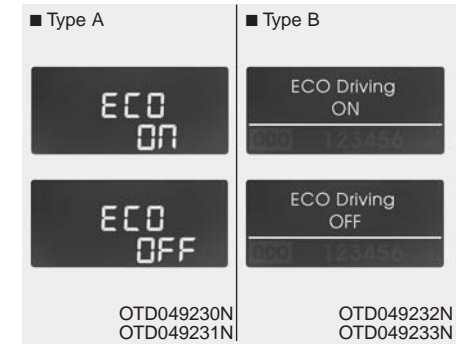 ■ Type A
ECO
ON
ECO
OFF
OTD049230N
OTD049231N
■ Type B
ECO Driving
ON
000 123456
ECO Driving
OFF
000 123456
OTD049232N
OTD049233N